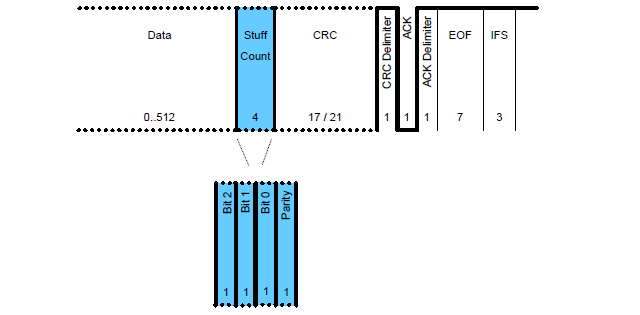 Data
Stuff
Count
CRC
CRC Delimiter
ACK
ACK Delimiter
EOF
IFS
0..512
4
17 / 21
1
1
1
7
3
Bit 2
Bit 1
Bit 0
Parity
1
1
1
1